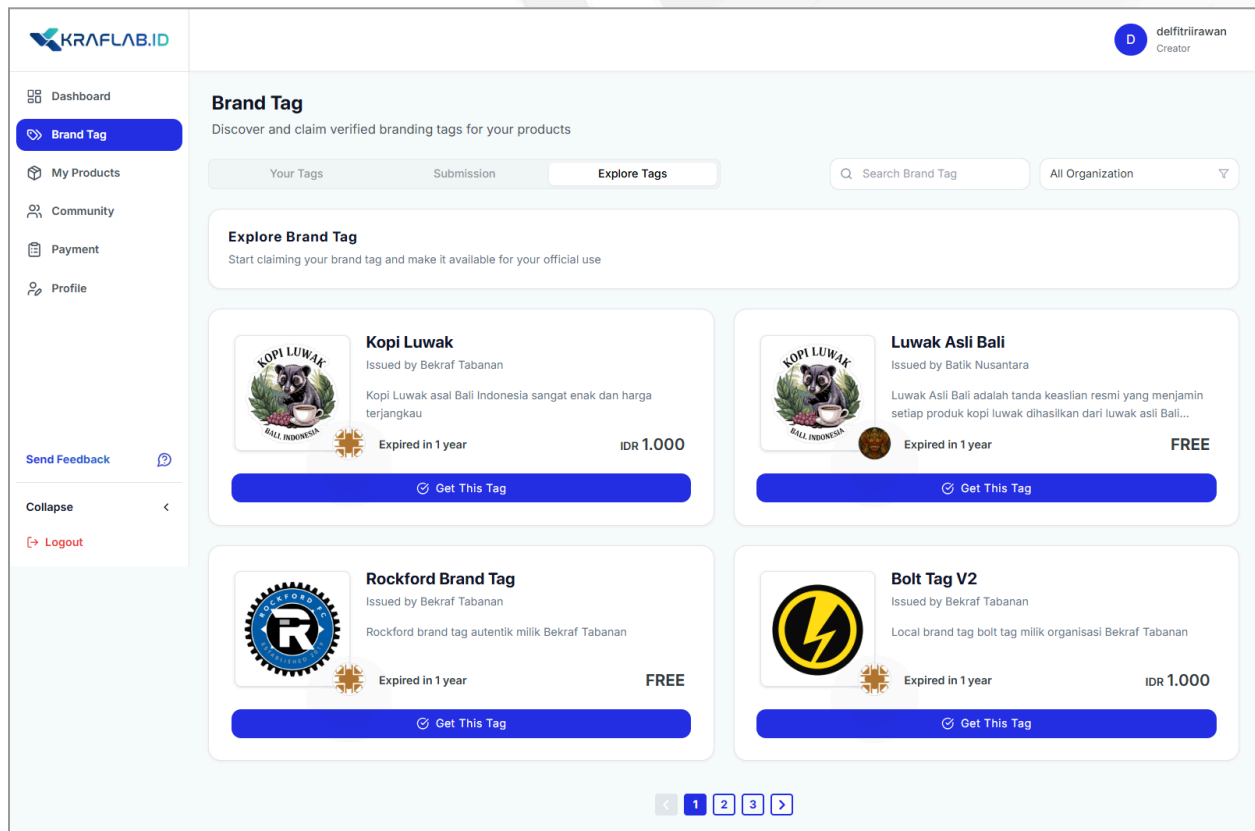 KRAFLAB.ID
D
delfitriirawan
Creator
Dashboard
Brand Tag
My Products
Community
Payment
Profile
Send Feedback
Collapse
Logout
Brand Tag
Discover and claim verified branding tags for your products
Your Tags
Submission
Explore Tags
Search Brand Tag
All Organization
Explore Brand Tag
Start claiming your brand tag and make it available for your official use
KOPI LUWAK
BALI, INDONESIA
Kopi Luwak
Issued by Bekraf Tabanan
Kopi Luwak asal Bali Indonesia sangat enak dan harga
terjangkau
Expired in 1 year
IDR 1.000
Get This Tag
KOPI LUWAK
BALI, INDONESIA
Luwak Asli Bali
Issued by Batik Nusantara
Luwak Asli Bali adalah tanda keaslian resmi yang menjamin
setiap produk kopi luwak dihasilkan dari luwak asli Bali...
Expired in 1 year
FREE
Get This Tag
ROCKFORD FC
R
Rockford Brand Tag
Issued by Bekraf Tabanan
Rockford brand tag autentik milik Bekraf Tabanan
Expired in 1 year
FREE
Get This Tag
Bolt Tag V2
Issued by Bekraf Tabanan
Local brand tag bolt tag milik organisasi Bekraf Tabanan
Expired in 1 year
IDR 1.000
Get This Tag
1
2
3